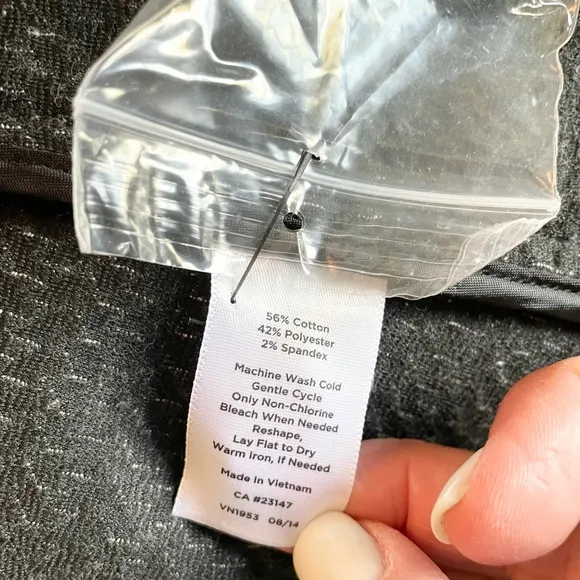 56% Cotton
42% Polyester
2% Spandex
Machine Wash Cold
Gentle Cycle
Only Non-Chlorine
Bleach When Needed
Reshape,
Lay Flat to Dry
Warm Iron, If Needed
Made in Vietnam
CA #23147
VN1953 08/14